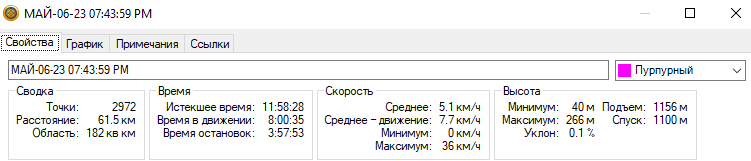 МАЙ-06-23 07:43:59 PM
Свойства График Примечания Ссылки
МАЙ-06-23 07:43:59 PM Пурпурный
Сводка
Точки: 2972
Расстояние: 61.5 км
Область: 182 кв км
Время
Истекшее время: 11:58:28
Время в движении: 8:00:35
Время остановок: 3:57:53
Скорость
Среднее: 5.1 км/ч
Среднее – движение: 7.7 км/ч
Минимум: 0 км/ч
Максимум: 36 км/ч
Высота
Минимум: 40 м Подъем: 1156 м
Максимум: 266 м Спуск: 1100 м
Уклон: 0.1 %